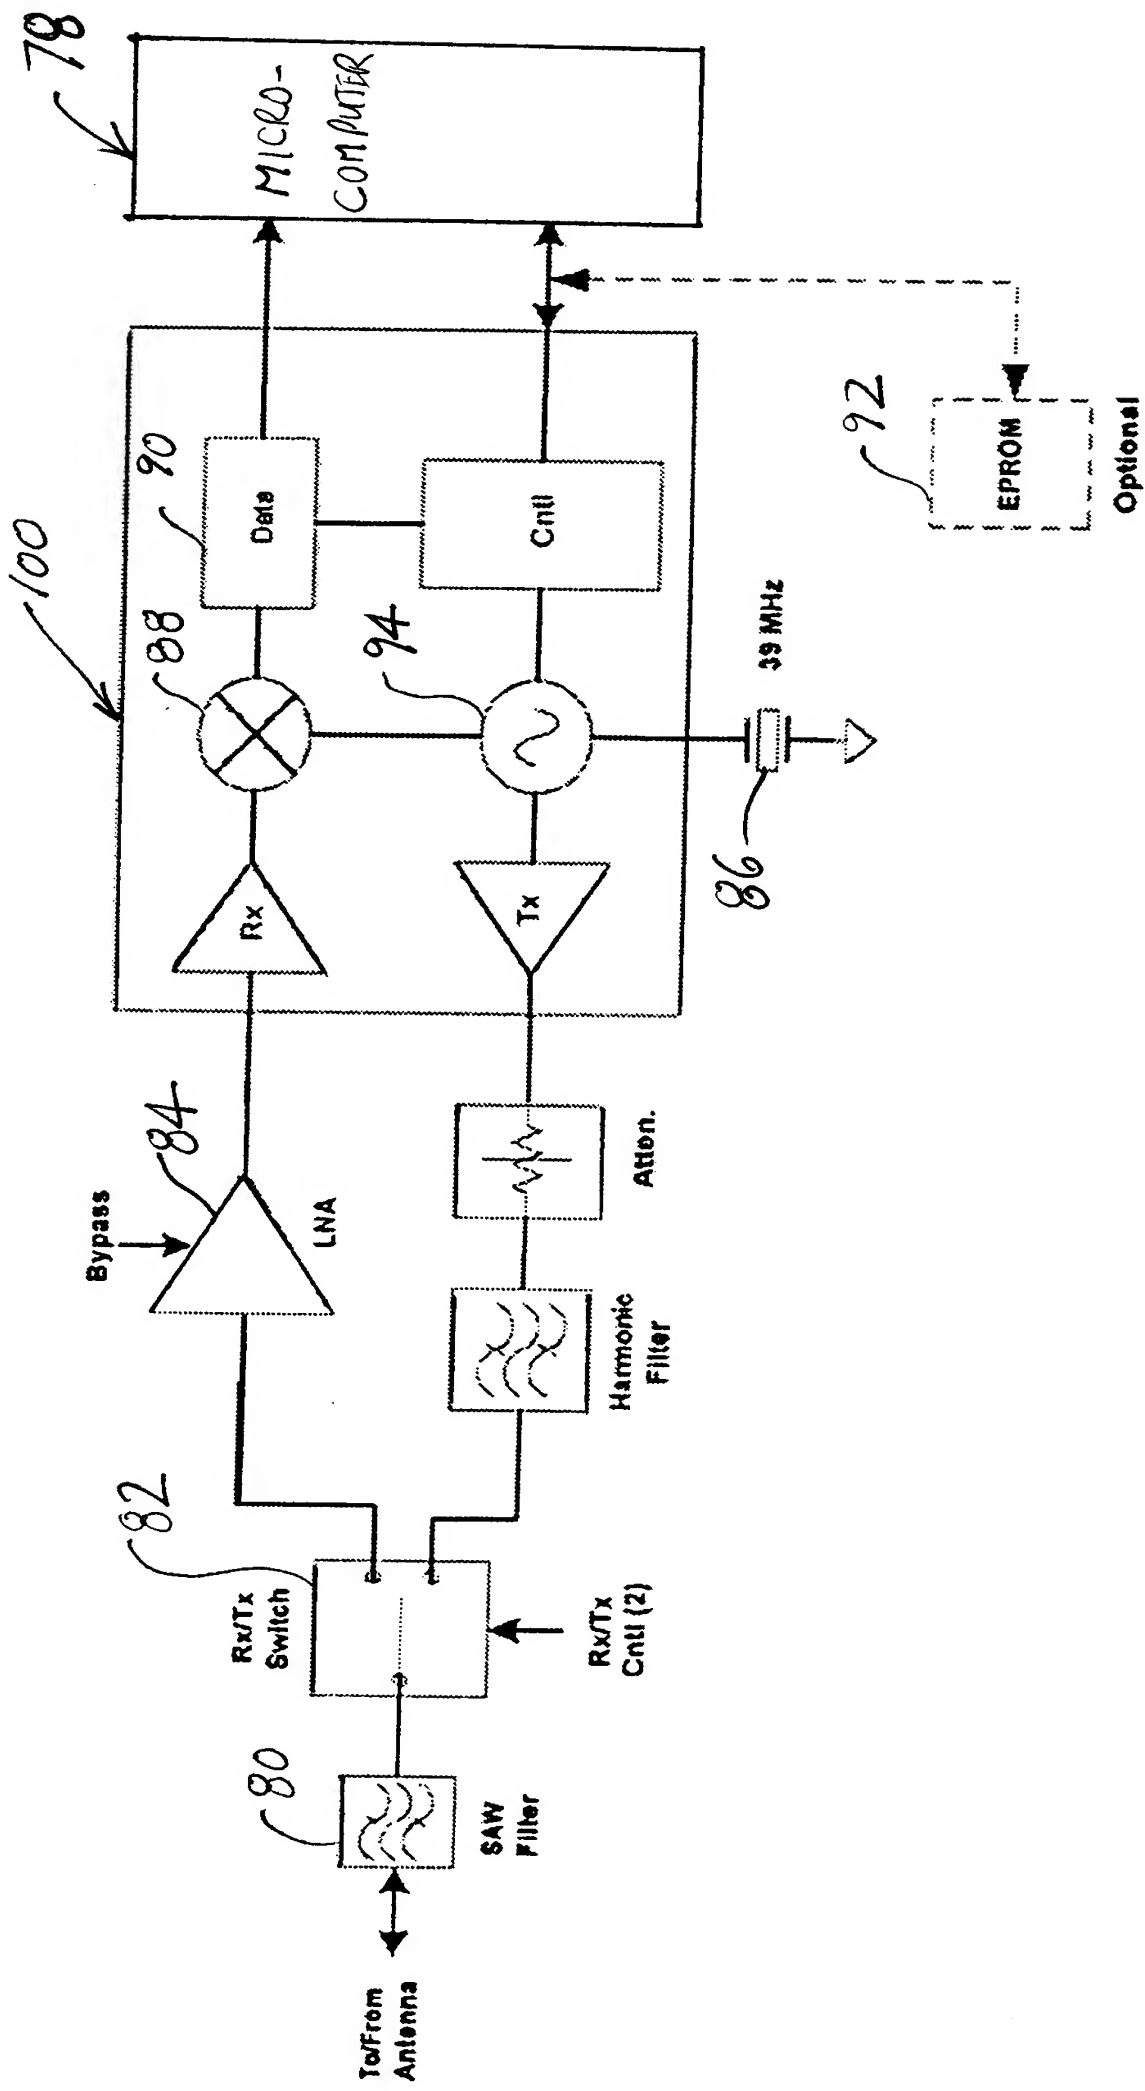 78
MICRO-
COMPUTER
100
90
Data
88
94
Cntl
Rx
Tx
39 MHz
86
92
EPROM
Optional
Bypass
84
LNA
Atten.
Harmonic
Filter
82
Rx/Tx
Switch
Rx/Tx
Cntl (2)
80
SAW
Filter
To/From
Antenna